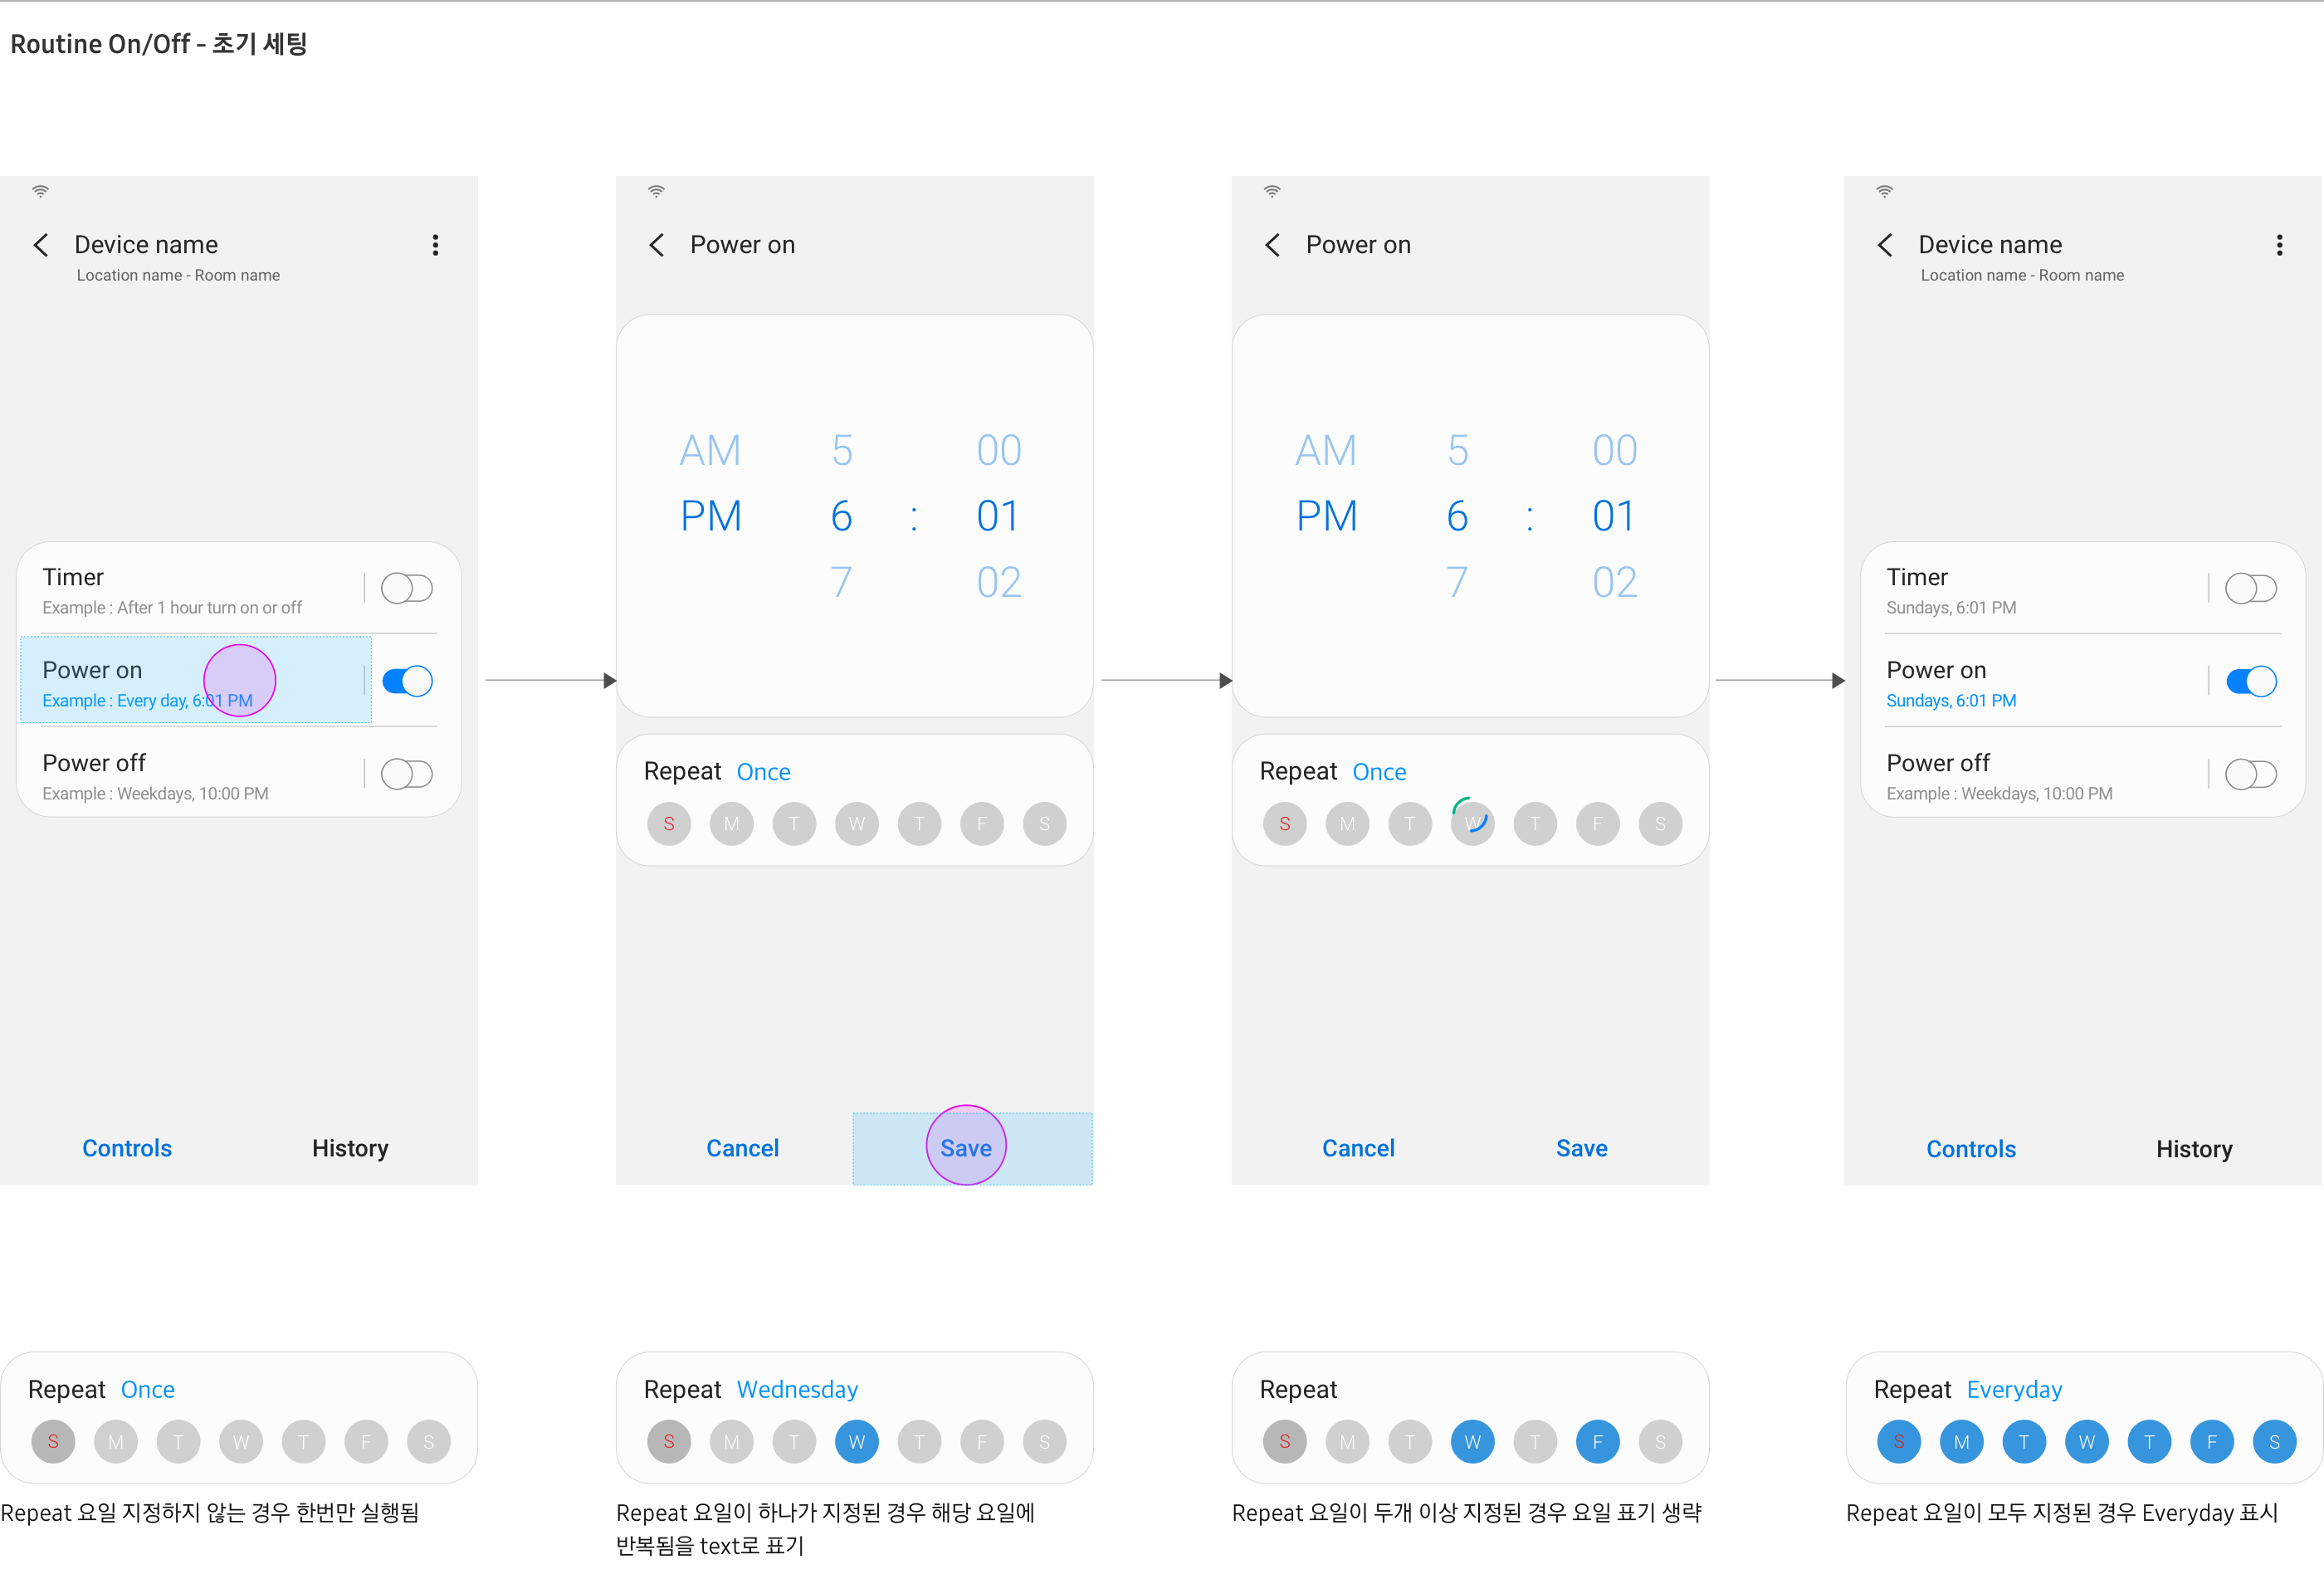 Routine On/Off - 초기 세팅
Device name
Location name - Room name
Timer
Example : After 1 hour turn on or off
Power on
Example : Every day, 6:01 PM
Power off
Example : Weekdays, 10:00 PM
Controls History
Power on
AM 5 00
PM 6 : 01
7 02
Repeat Once
S M T W T F S
Cancel Save
Power on
AM 5 00
PM 6 : 01
7 02
Repeat Once
S M T W T F S
Cancel Save
Device name
Location name - Room name
Timer
Sundays, 6:01 PM
Power on
Sundays, 6:01 PM
Power off
Example : Weekdays, 10:00 PM
Controls History
Repeat Once
S M T W T F S
Repeat 요일 지정하지 않는 경우 한번만 실행됨
Repeat Wednesday
S M T W T F S
Repeat 요일이 하나가 지정된 경우 해당 요일에
반복됨을 text로 표기
Repeat
S M T W T F S
Repeat 요일이 두개 이상 지정된 경우 요일 표기 생략
Repeat Everyday
S M T W T F S
Repeat 요일이 모두 지정된 경우 Everyday 표시